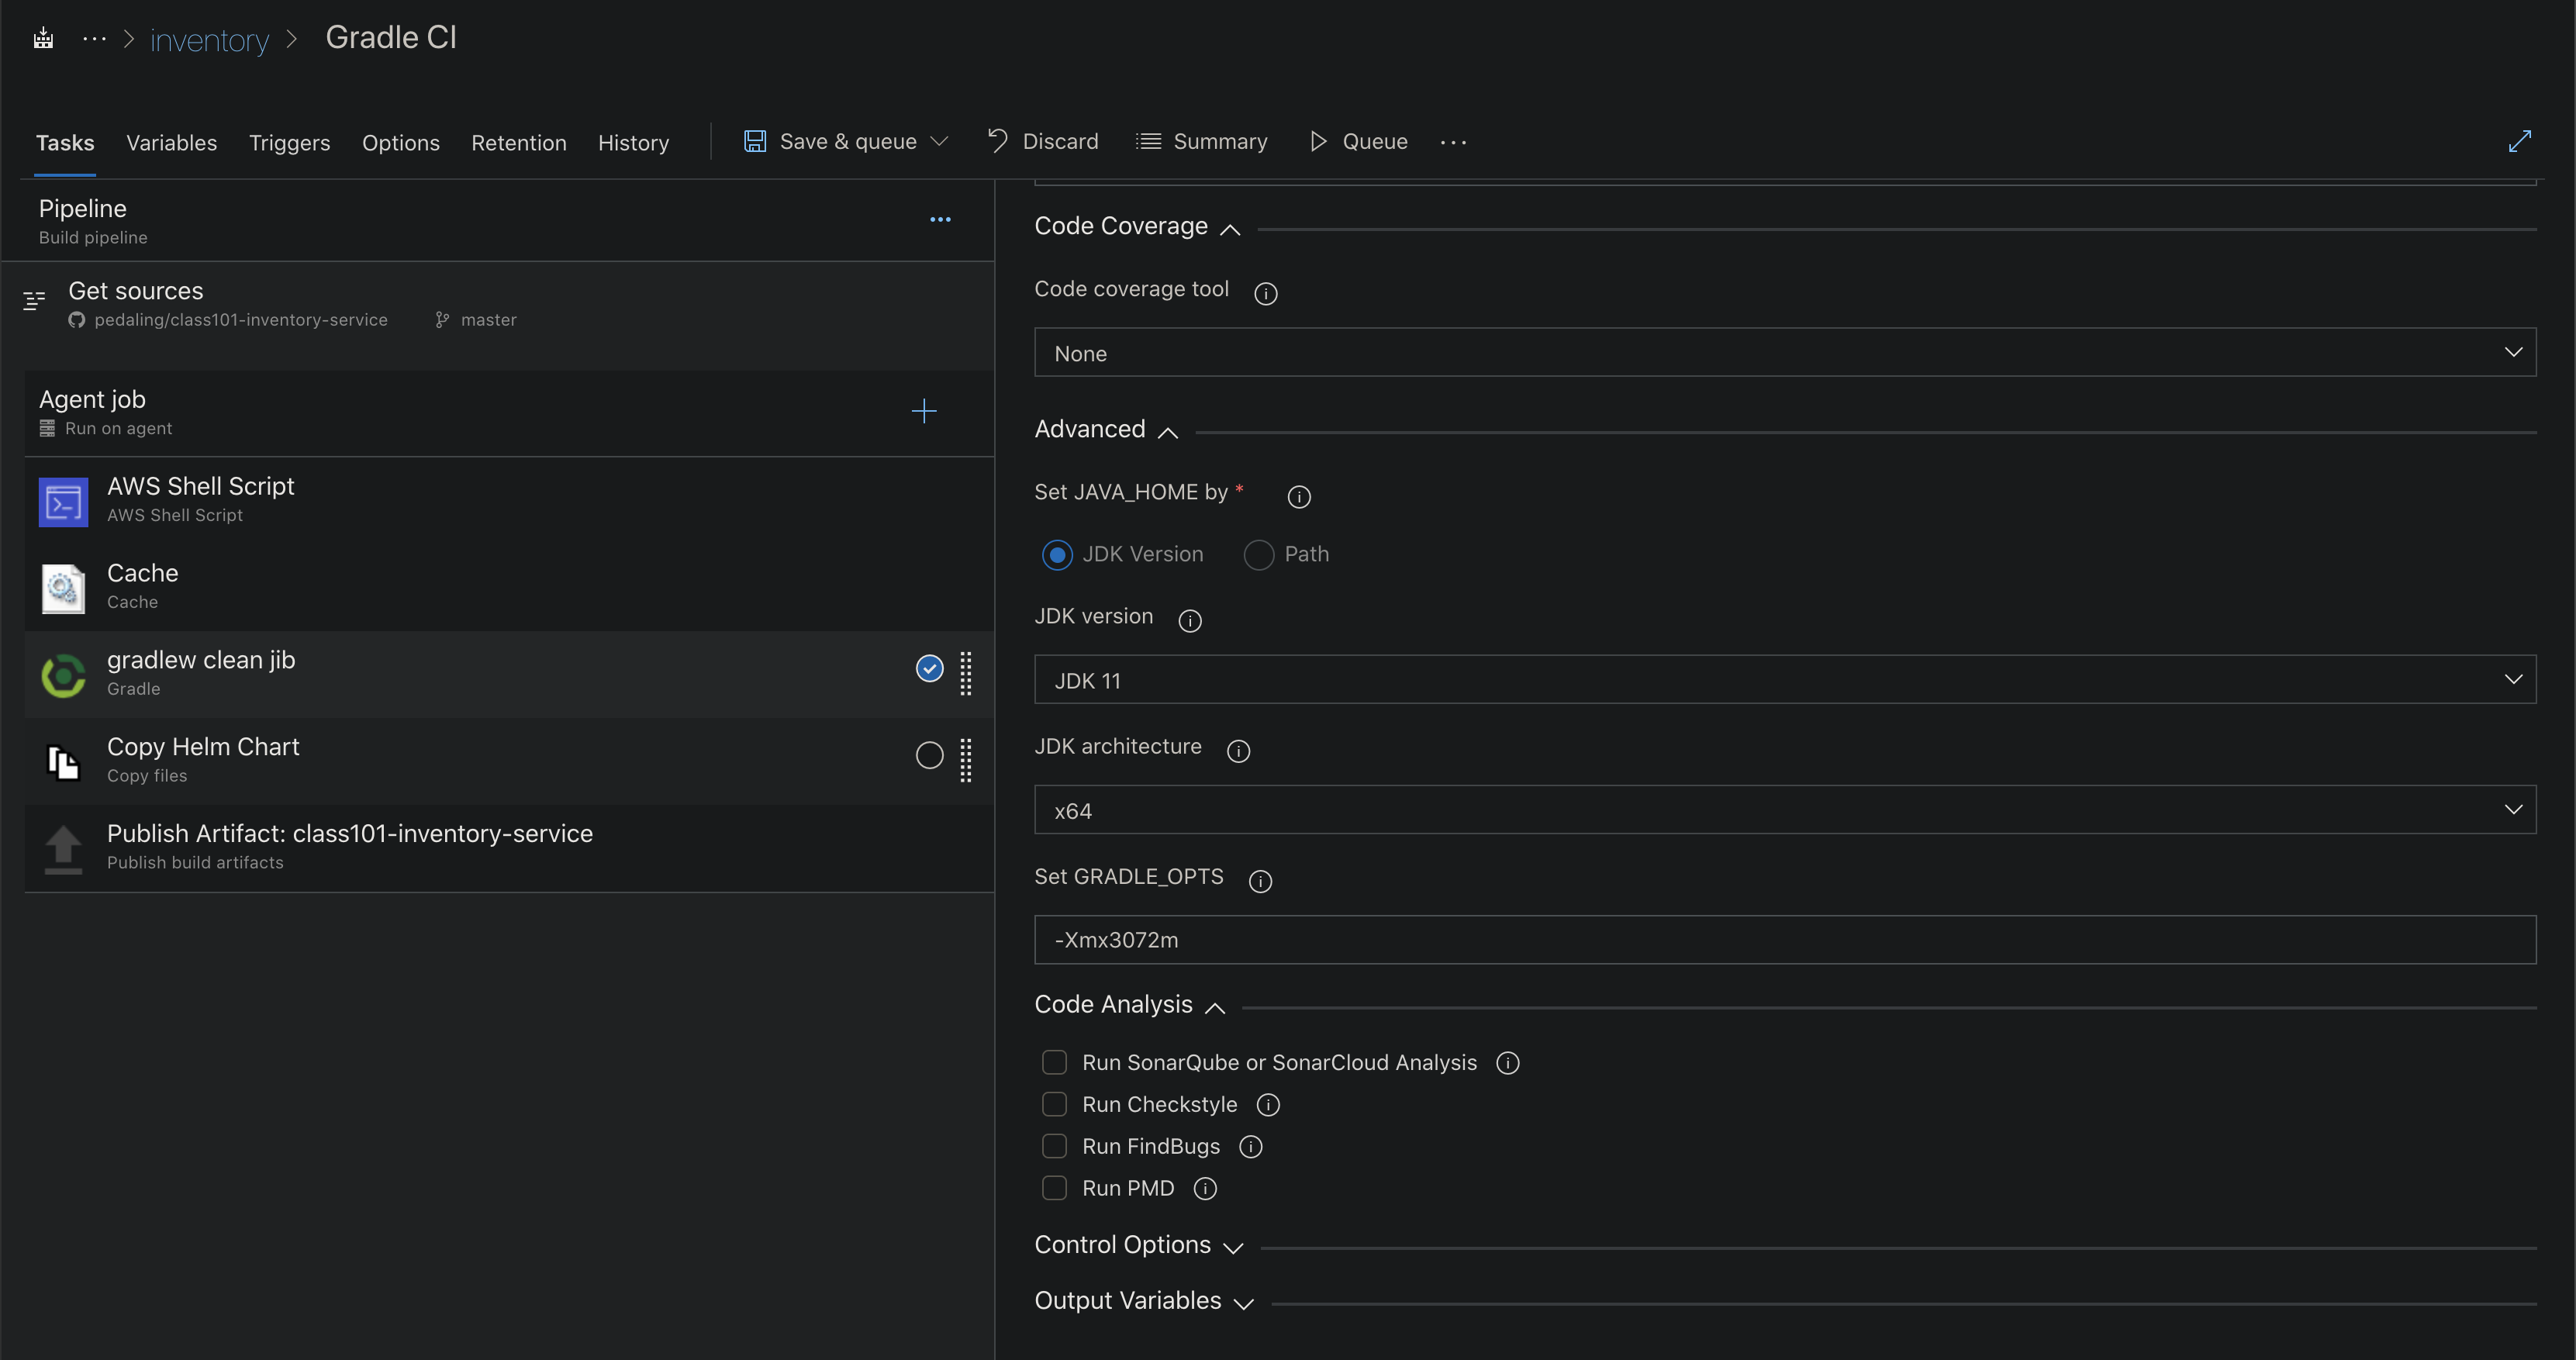 ... > inventory > Gradle CI
Tasks Variables Triggers Options Retention History Save & queue Discard Summary Queue ...
Pipeline
Build pipeline
Get sources
pedaling/class101-inventory-service master
Agent job
Run on agent
AWS Shell Script
AWS Shell Script
Cache
Cache
gradlew clean jib
Gradle
Copy Helm Chart
Copy files
Publish Artifact: class101-inventory-service
Publish build artifacts
Code Coverage
Code coverage tool
None
Advanced
Set JAVA_HOME by *
JDK Version Path
JDK version
JDK 11
JDK architecture
x64
Set GRADLE_OPTS
-Xmx3072m
Code Analysis
Run SonarQube or SonarCloud Analysis
Run Checkstyle
Run FindBugs
Run PMD
Control Options
Output Variables